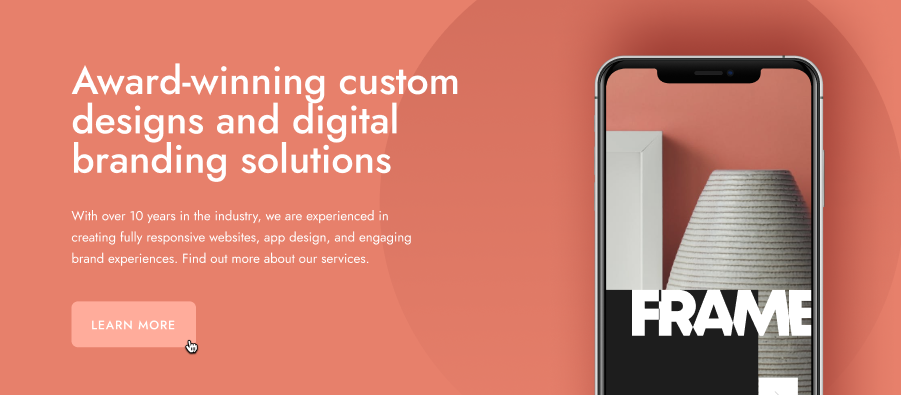 Award-winning custom
designs and digital
branding solutions
With over 10 years in the industry, we are experienced in
creating fully responsive websites, app design, and engaging
brand experiences. Find out more about our services.
LEARN MORE
FRAME